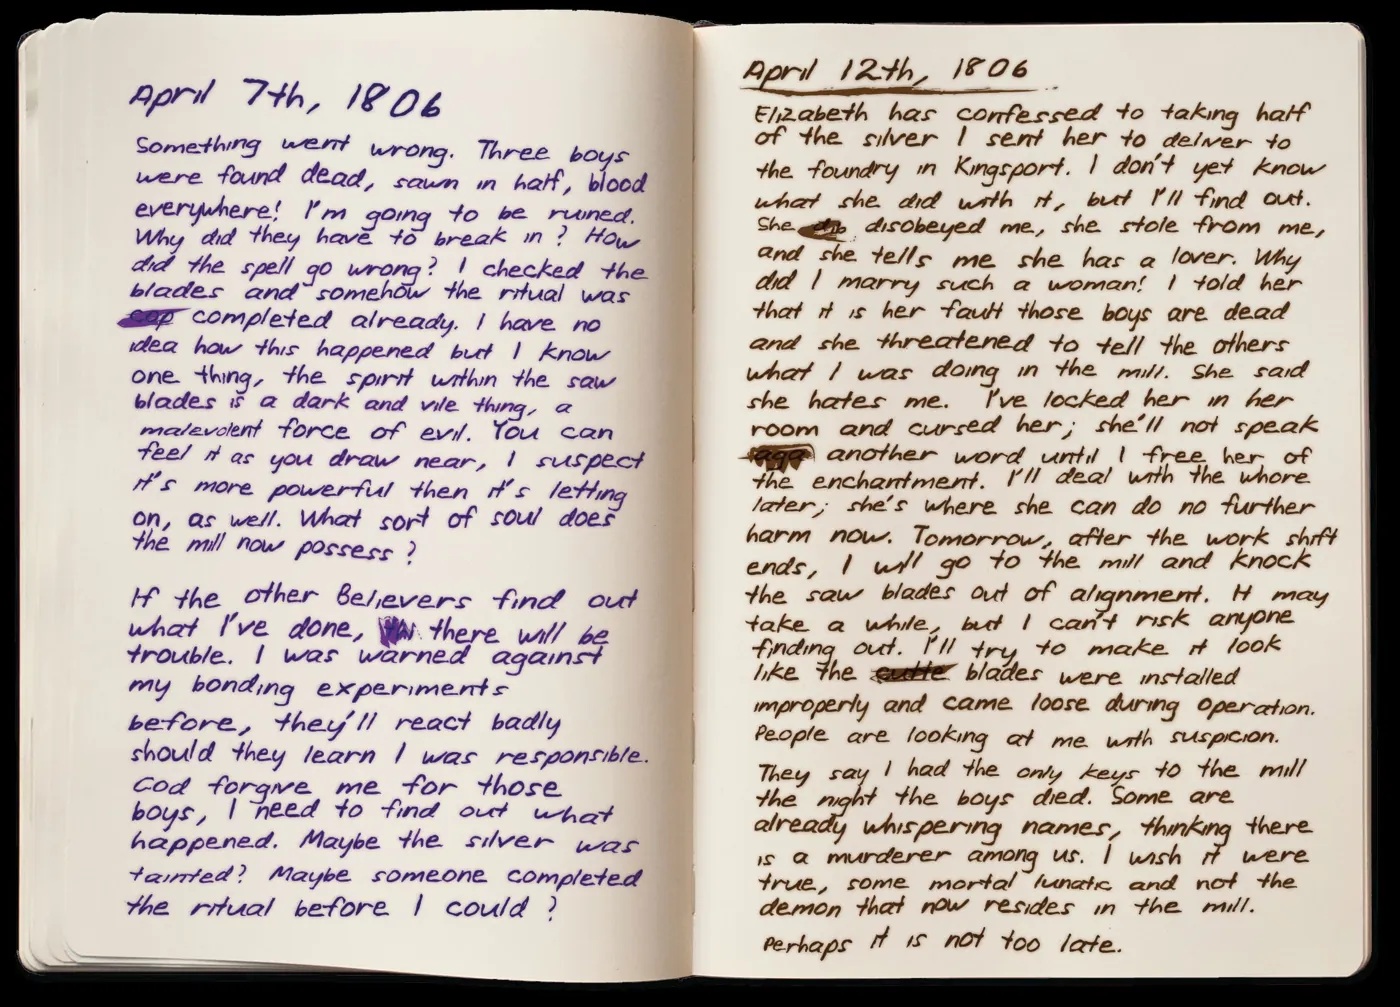 April 7th, 1806
Something went wrong. Three boys
were found dead, sawn in half, blood
everywhere! I'm going to be ruined.
Why did they have to break in? How
did the spell go wrong? I checked the
blades and somehow the ritual was
cop completed already. I have no
idea how this happened but I know
one thing, the spirit within the saw
blades is a dark and vile thing, a
malevolent force of evil. You can
feel it as you draw near, I suspect
it's more powerful then it's letting
on, as well. What sort of soul does
the mill now possess?
If the other Believers find out
what I've done, there will be
trouble. I was warned against
my bonding experiments
before, they'll react badly
should they learn I was responsible.
God forgive me for those
boys, I need to find out what
happened. Maybe the silver was
tainted? Maybe someone completed
the ritual before I could?
April 12th, 1806
Elizabeth has confessed to taking half
of the silver I sent her to deliver to
the foundry in Kingsport. I don't yet know
what she did with it, but I'll find out.
She dib disobeyed me, she stole from me,
and she tells me she has a lover. Why
did I marry such a woman! I told her
that it is her fault those boys are dead
and she threatened to tell the others
what I was doing in the mill. She said
she hates me. I've locked her in her
room and cursed her; she'll not speak
aga another word until I free her of
the enchantment. I'll deal with the whore
later; she's where she can do no further
harm now. Tomorrow, after the work shift
ends, I will go to the mill and knock
the saw blades out of alignment. It may
take a while, but I can't risk anyone
finding out. I'll try to make it look
like the cutte blades were installed
improperly and came loose during operation.
People are looking at me with suspicion.
They say I had the only keys to the mill
the night the boys died. Some are
already whispering names, thinking there
is a murderer among us. I wish it were
true, some mortal lunatic and not the
demon that now resides in the mill.
Perhaps it is not too late.